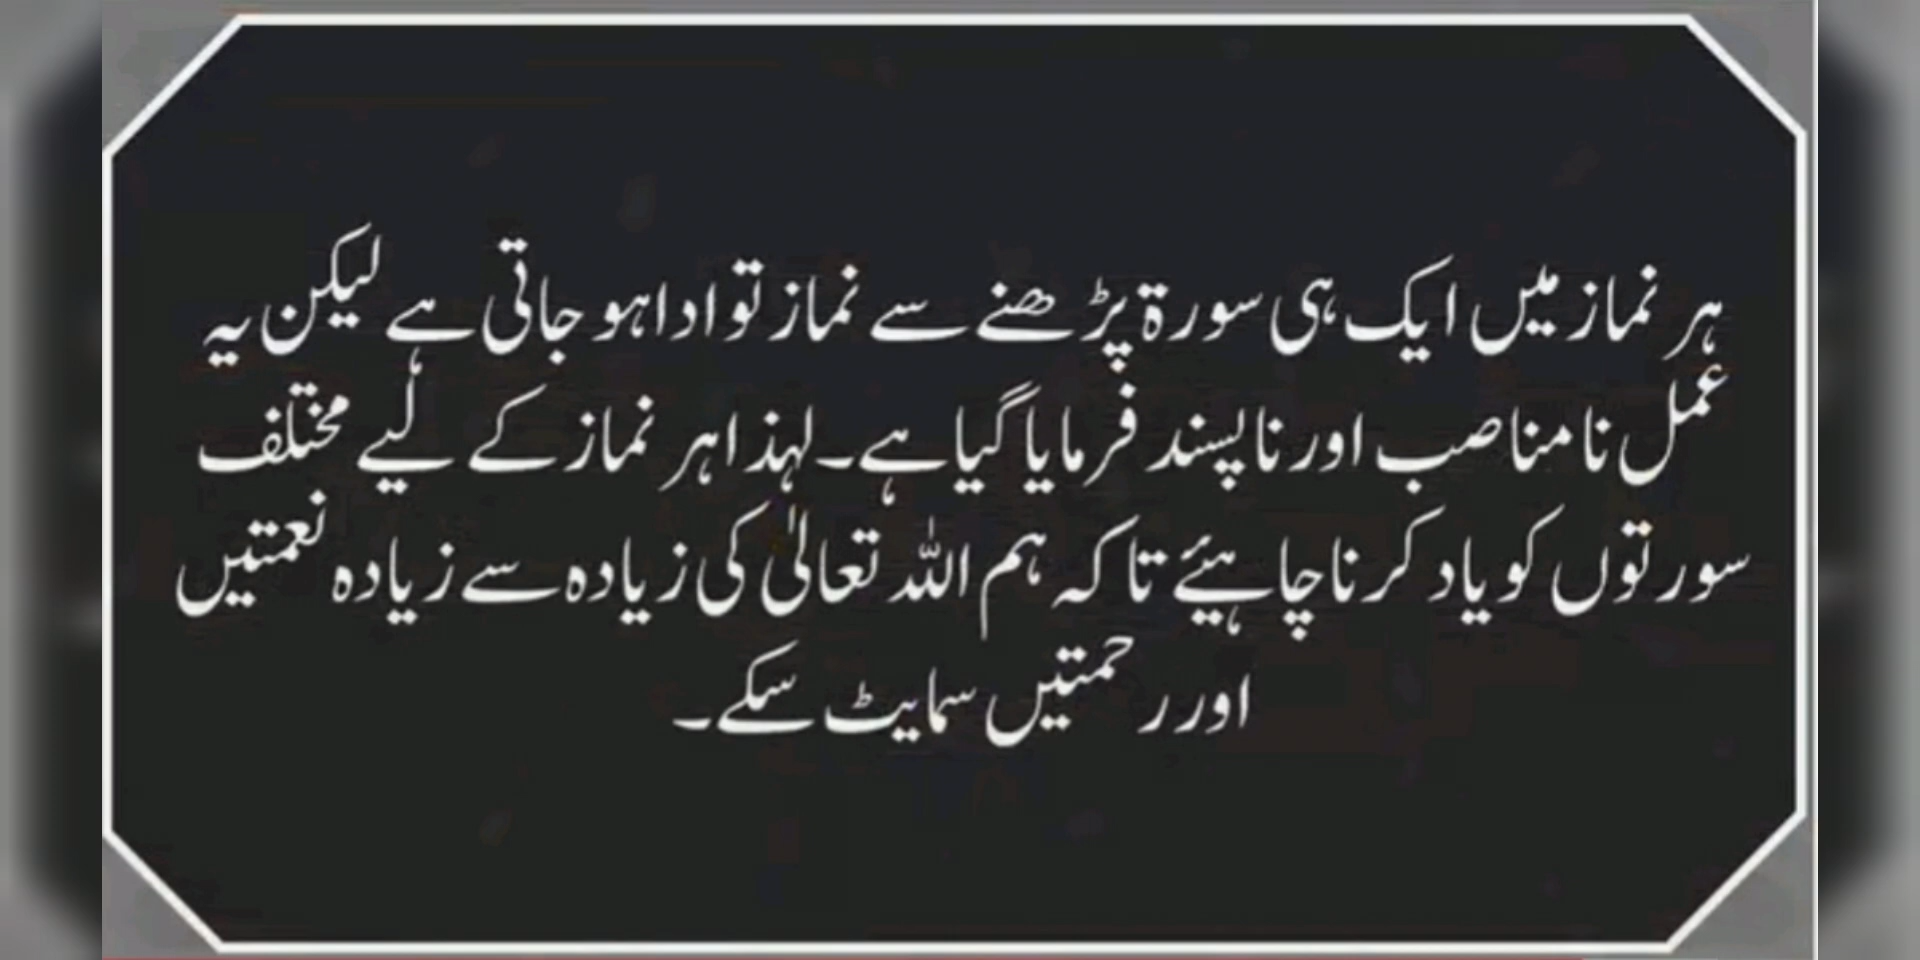 ہر نماز میں ایک ہی سورۃ پڑھنے سے نماز تو ادا ہو جاتی ہے لیکن یہ
عمل نا مناصب اور ناپسند فرمایا گیا ہے۔ لہذا ہر نماز کے لیے مختلف
سورتوں کو یاد کرنا چاہیئے تاکہ ہم اللہ تعالیٰ کی زیادہ سے زیادہ نعمتیں
اور رحمتیں سمایٹ سکے۔